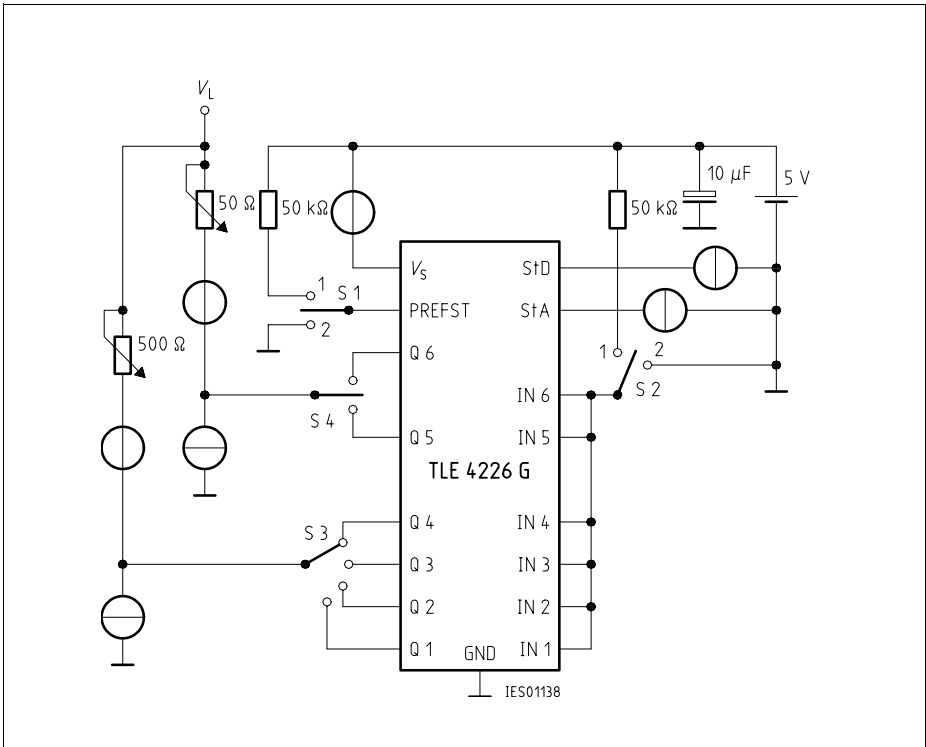 VL
50 Ω
50 kΩ
50 kΩ
10 µF
5 V
VS
StD
1
S 1
PREFST
StA
2
500 Ω
Q 6
1
2
S 2
S 4
IN 6
Q 5
IN 5
TLE 4226 G
S 3
Q 4
IN 4
Q 3
IN 3
Q 2
IN 2
Q 1
GND
IN 1
IES01138